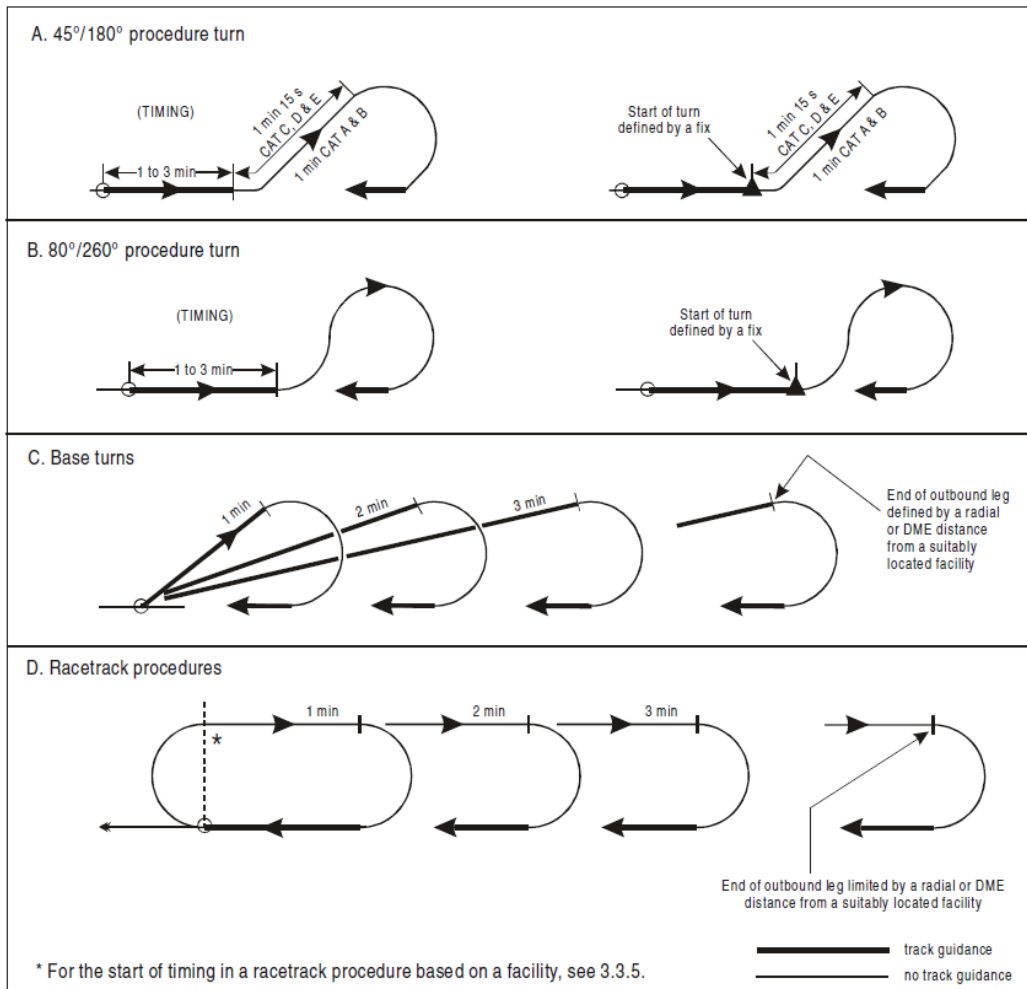 A. 45°/180° procedure turn
(TIMING)
1 to 3 min
1 min 15 s
CAT C, D & E
1 min CAT A & B
Start of turn
defined by a fix
1 min 15 s
CAT C, D & E
1 min CAT A & B
B. 80°/260° procedure turn
(TIMING)
1 to 3 min
Start of turn
defined by a fix
C. Base turns
1 min
2 min
3 min
End of outbound leg
defined by a radial
or DME distance
from a suitably
located facility
D. Racetrack procedures
1 min
2 min
3 min
*
End of outbound leg limited by a radial or DME
distance from a suitably located facility
track guidance
* For the start of timing in a racetrack procedure based on a facility, see 3.3.5.
no track guidance